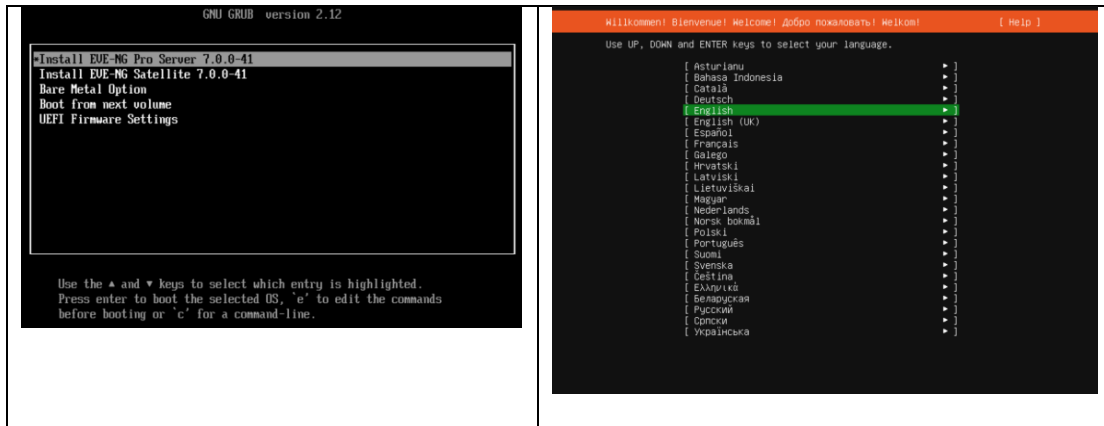 GNU GRUB version 2.12
*Install EVE-NG Pro Server 7.0.0-41
Install EVE-NG Satellite 7.0.0-41
Bare Metal Option
Boot from next volume
UEFI Firmware Settings
Use the ▲ and ▼ keys to select which entry is highlighted.
Press enter to boot the selected OS, `e' to edit the commands
before booting or `c' for a command-line.
Willkommen! Bienvenue! Welcome! Добро пожаловать! Welkom! [ Help ]
Use UP, DOWN and ENTER keys to select your language.
[ Asturianu ► ]
[ Bahasa Indonesia ► ]
[ Català ► ]
[ Deutsch ► ]
[ English ► ]
[ English (UK) ► ]
[ Español ► ]
[ Français ► ]
[ Galego ► ]
[ Hrvatski ► ]
[ Latviski ► ]
[ Lietuviškai ► ]
[ Magyar ► ]
[ Nederlands ► ]
[ Norsk bokmål ► ]
[ Polski ► ]
[ Português ► ]
[ Suomi ► ]
[ Svenska ► ]
[ Čeština ► ]
[ Ελληνικά ► ]
[ Беларуская ► ]
[ Русский ► ]
[ Српски ► ]
[ Українська ► ]